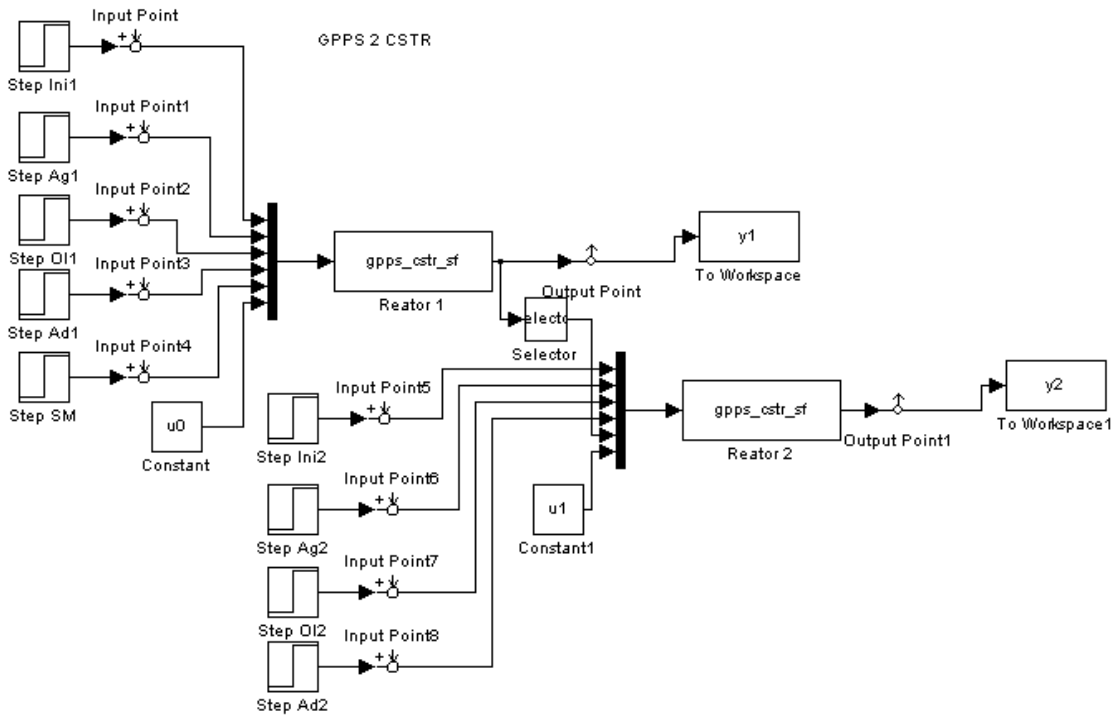 Input Point
GPPS 2 CSTR
Step Ini1
Input Point1
Step Ag1
Input Point2
Step Ol1
Input Point3
Step Ad1
Input Point4
Step SM
u0
Constant
gpps_cstr_sf
Reator 1
y1
To Workspace
Output Point
elect
Selector
Input Point5
Step Ini2
Input Point6
Step Ag2
u1
Constant1
Input Point7
Step Ol2
Input Point8
Step Ad2
gpps_cstr_sf
Reator 2
Output Point1
y2
To Workspace1